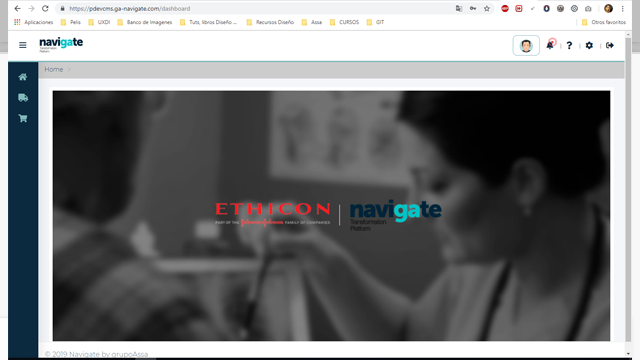 https://pdevcms.ga-navigate.com/dashboard
Aplicaciones Pelis UXDI Banco de Imagenes Tuts, libros Diseño ... Recursos Diseño Assa CURSOS GIT Otros favoritos
navigate
Transformation
Platform
Home
ETHICON
PART OF THE Johnson & Johnson FAMILY OF COMPANIES
navigate
Transformation
Platform
© 2019 Navigate by grupoAssa